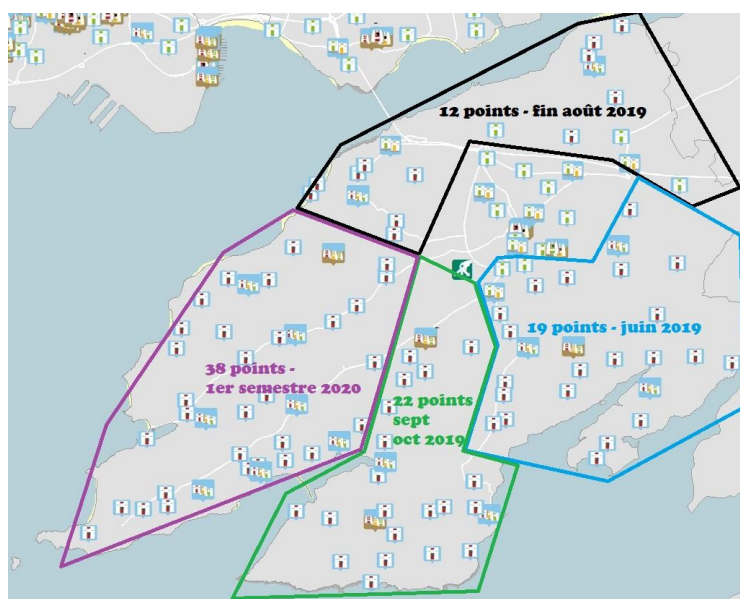 12 points - fin août 2019
19 points - juin 2019
38 points -
1er semestre 2020
22 points
sept
oct 2019